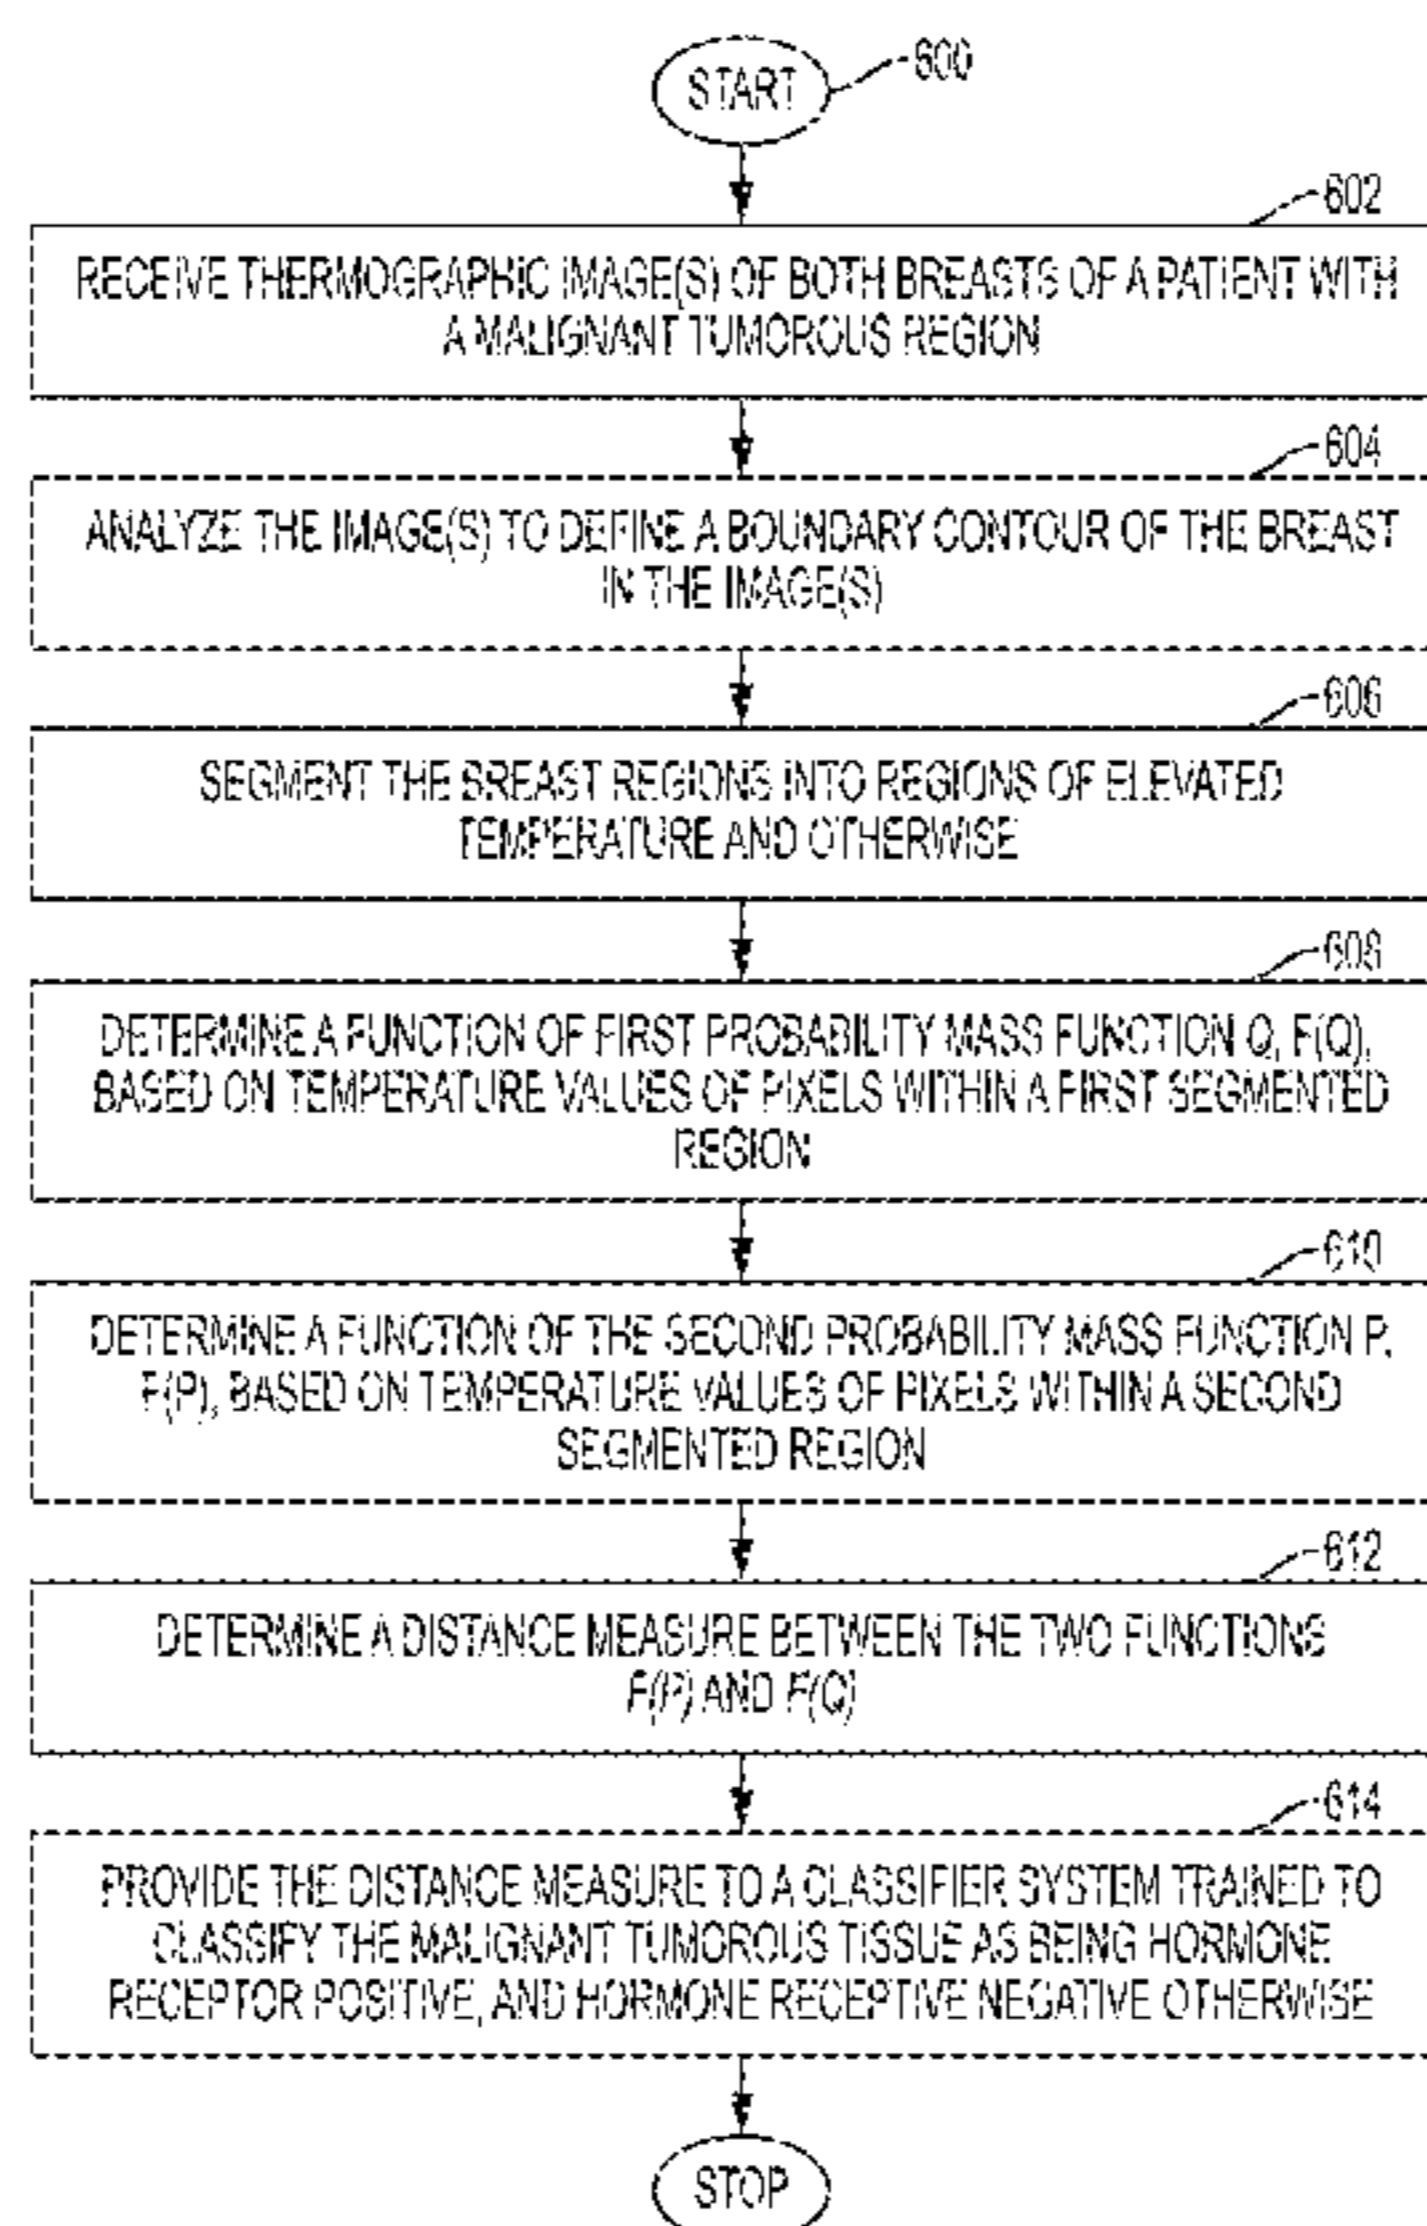 START
600
602
RECEIVE THERMOGRAPHIC IMAGE(S) OF BOTH BREASTS OF A PATIENT WITH
A MALIGNANT TUMOROUS REGION
604
ANALYZE THE IMAGE(S) TO DEFINE A BOUNDARY CONTOUR OF THE BREAST
IN THE IMAGE(S)
606
SEGMENT THE BREAST REGIONS INTO REGIONS OF ELEVATED
TEMPERATURE AND OTHERWISE
608
DETERMINE A FUNCTION OF FIRST PROBABILITY MASS FUNCTION Q, F(Q),
BASED ON TEMPERATURE VALUES OF PIXELS WITHIN A FIRST SEGMENTED
REGION
610
DETERMINE A FUNCTION OF THE SECOND PROBABILITY MASS FUNCTION P,
F(P), BASED ON TEMPERATURE VALUES OF PIXELS WITHIN A SECOND
SEGMENTED REGION
612
DETERMINE A DISTANCE MEASURE BETWEEN THE TWO FUNCTIONS
F(P) AND F(Q)
614
PROVIDE THE DISTANCE MEASURE TO A CLASSIFIER SYSTEM TRAINED TO
CLASSIFY THE MALIGNANT TUMOROUS TISSUE AS BEING HORMONE
RECEPTOR POSITIVE, AND HORMONE RECEPTIVE NEGATIVE OTHERWISE
STOP